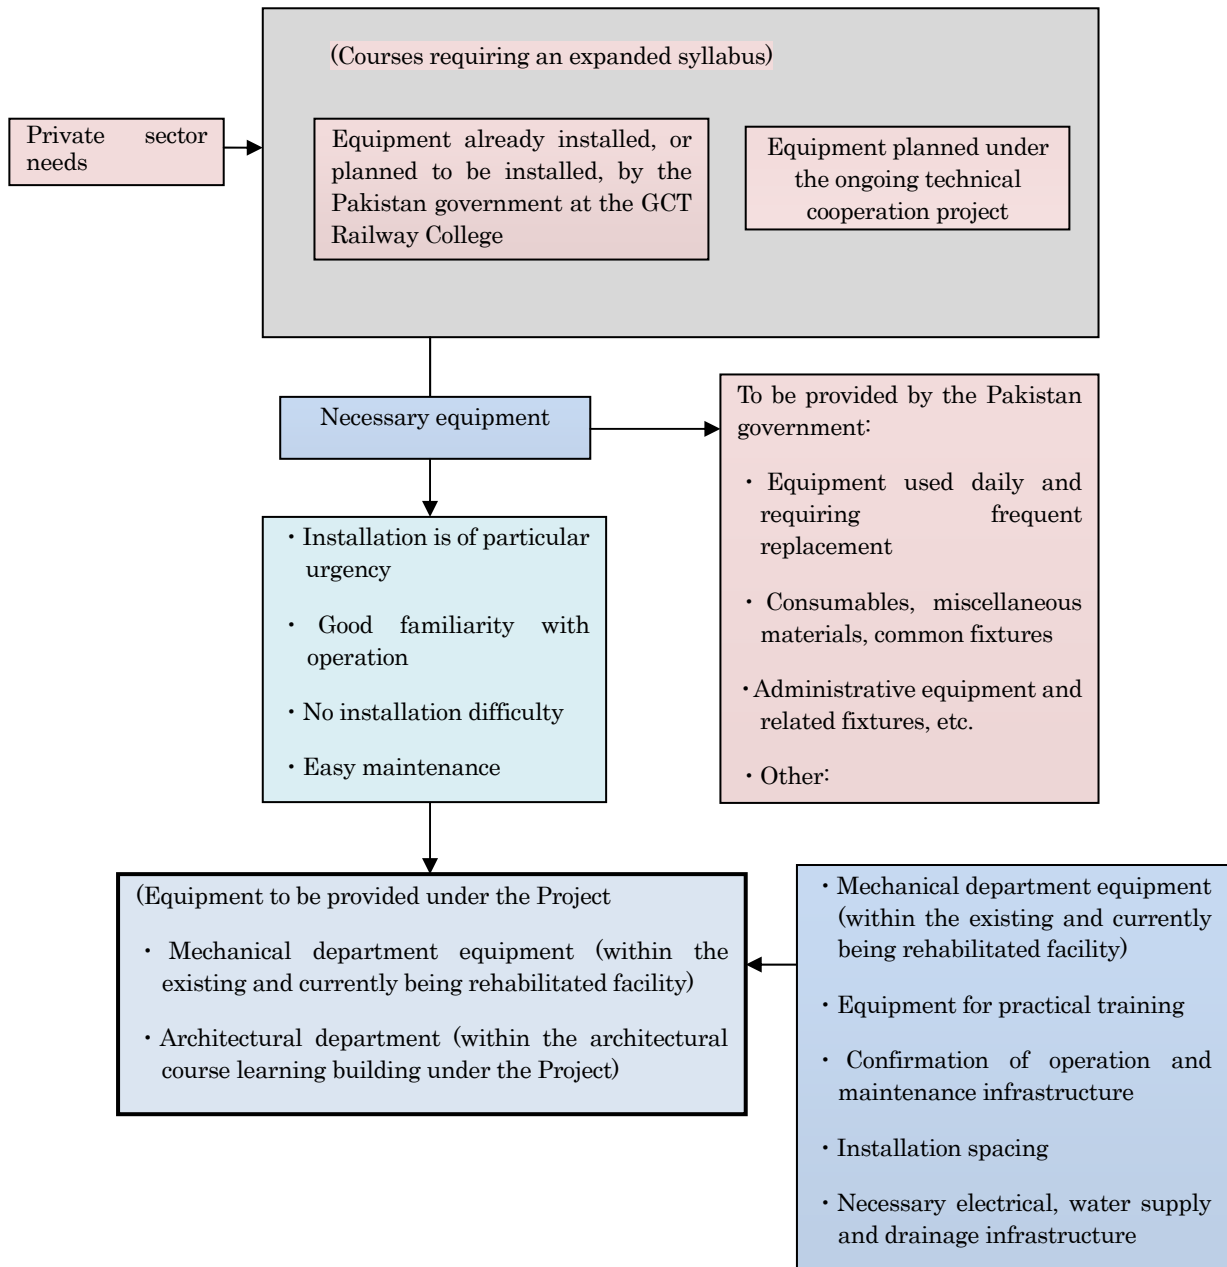 (Courses requiring an expanded syllabus)
Private sector
needs
Equipment already installed, or
planned to be installed, by the
Pakistan government at the GCT
Railway College
Equipment planned under
the ongoing technical
cooperation project
Necessary equipment
To be provided by the Pakistan
government:
・Equipment used daily and
requiring frequent
replacement
・Consumables, miscellaneous
materials, common fixtures
・Administrative equipment and
related fixtures, etc.
・Other:
・Installation is of particular
urgency
・Good familiarity with
operation
・No installation difficulty
・Easy maintenance
(Equipment to be provided under the Project
・Mechanical department equipment (within the
existing and currently being rehabilitated facility)
・Architectural department (within the architectural
course learning building under the Project)
・Mechanical department equipment
(within the existing and currently
being rehabilitated facility)
・Equipment for practical training
・Confirmation of operation and
maintenance infrastructure
・Installation spacing
・Necessary electrical, water supply
and drainage infrastructure